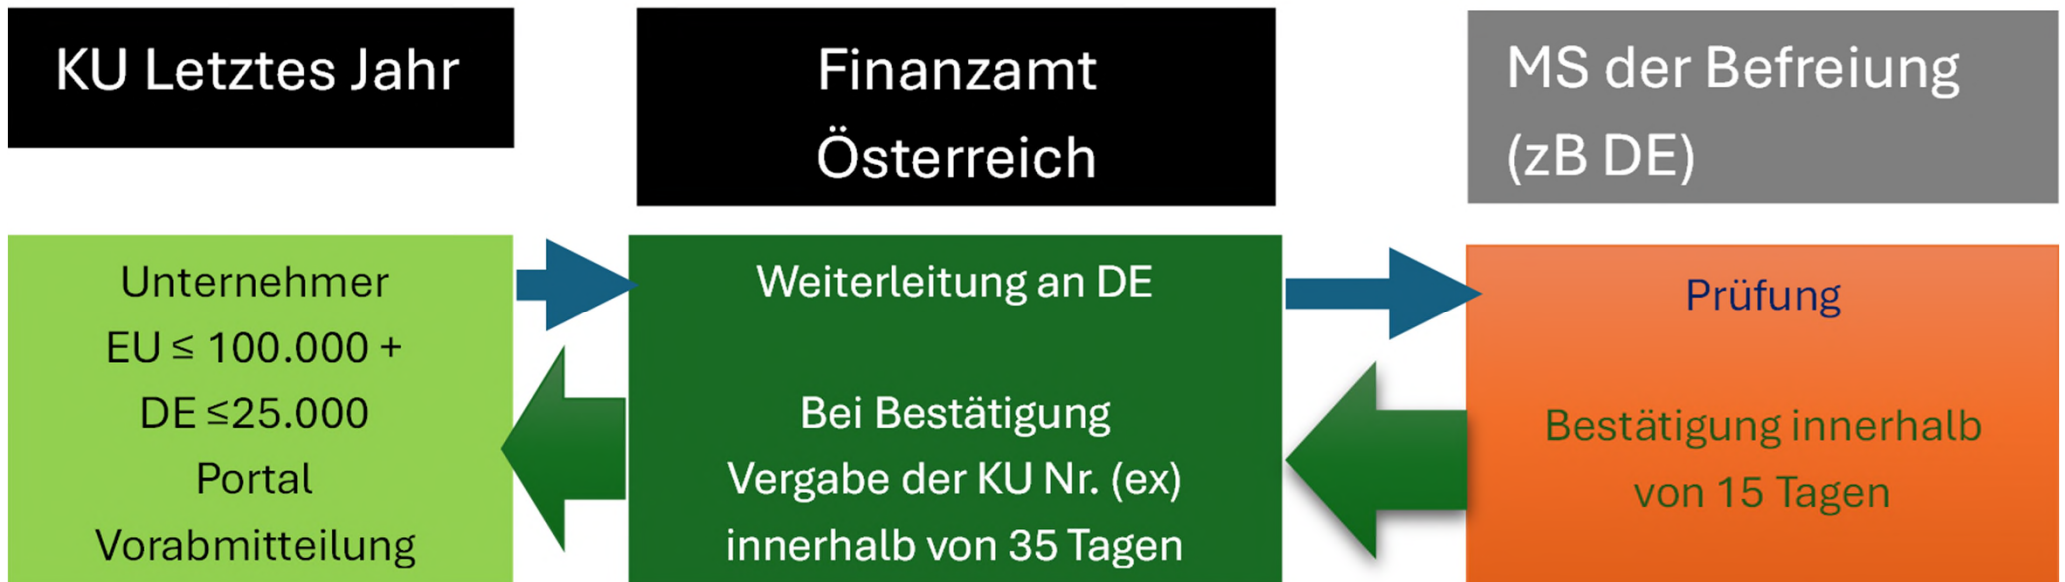 KU Letztes Jahr
Finanzamt
Österreich
MS der Befreiung
(zB DE)
Unternehmer
EU ≤ 100.000 +
DE ≤25.000
Portal
Vorabmitteilung
Weiterleitung an DE
Bei Bestätigung
Vergabe der KU Nr. (ex)
innerhalb von 35 Tagen
Prüfung
Bestätigung innerhalb
von 15 Tagen